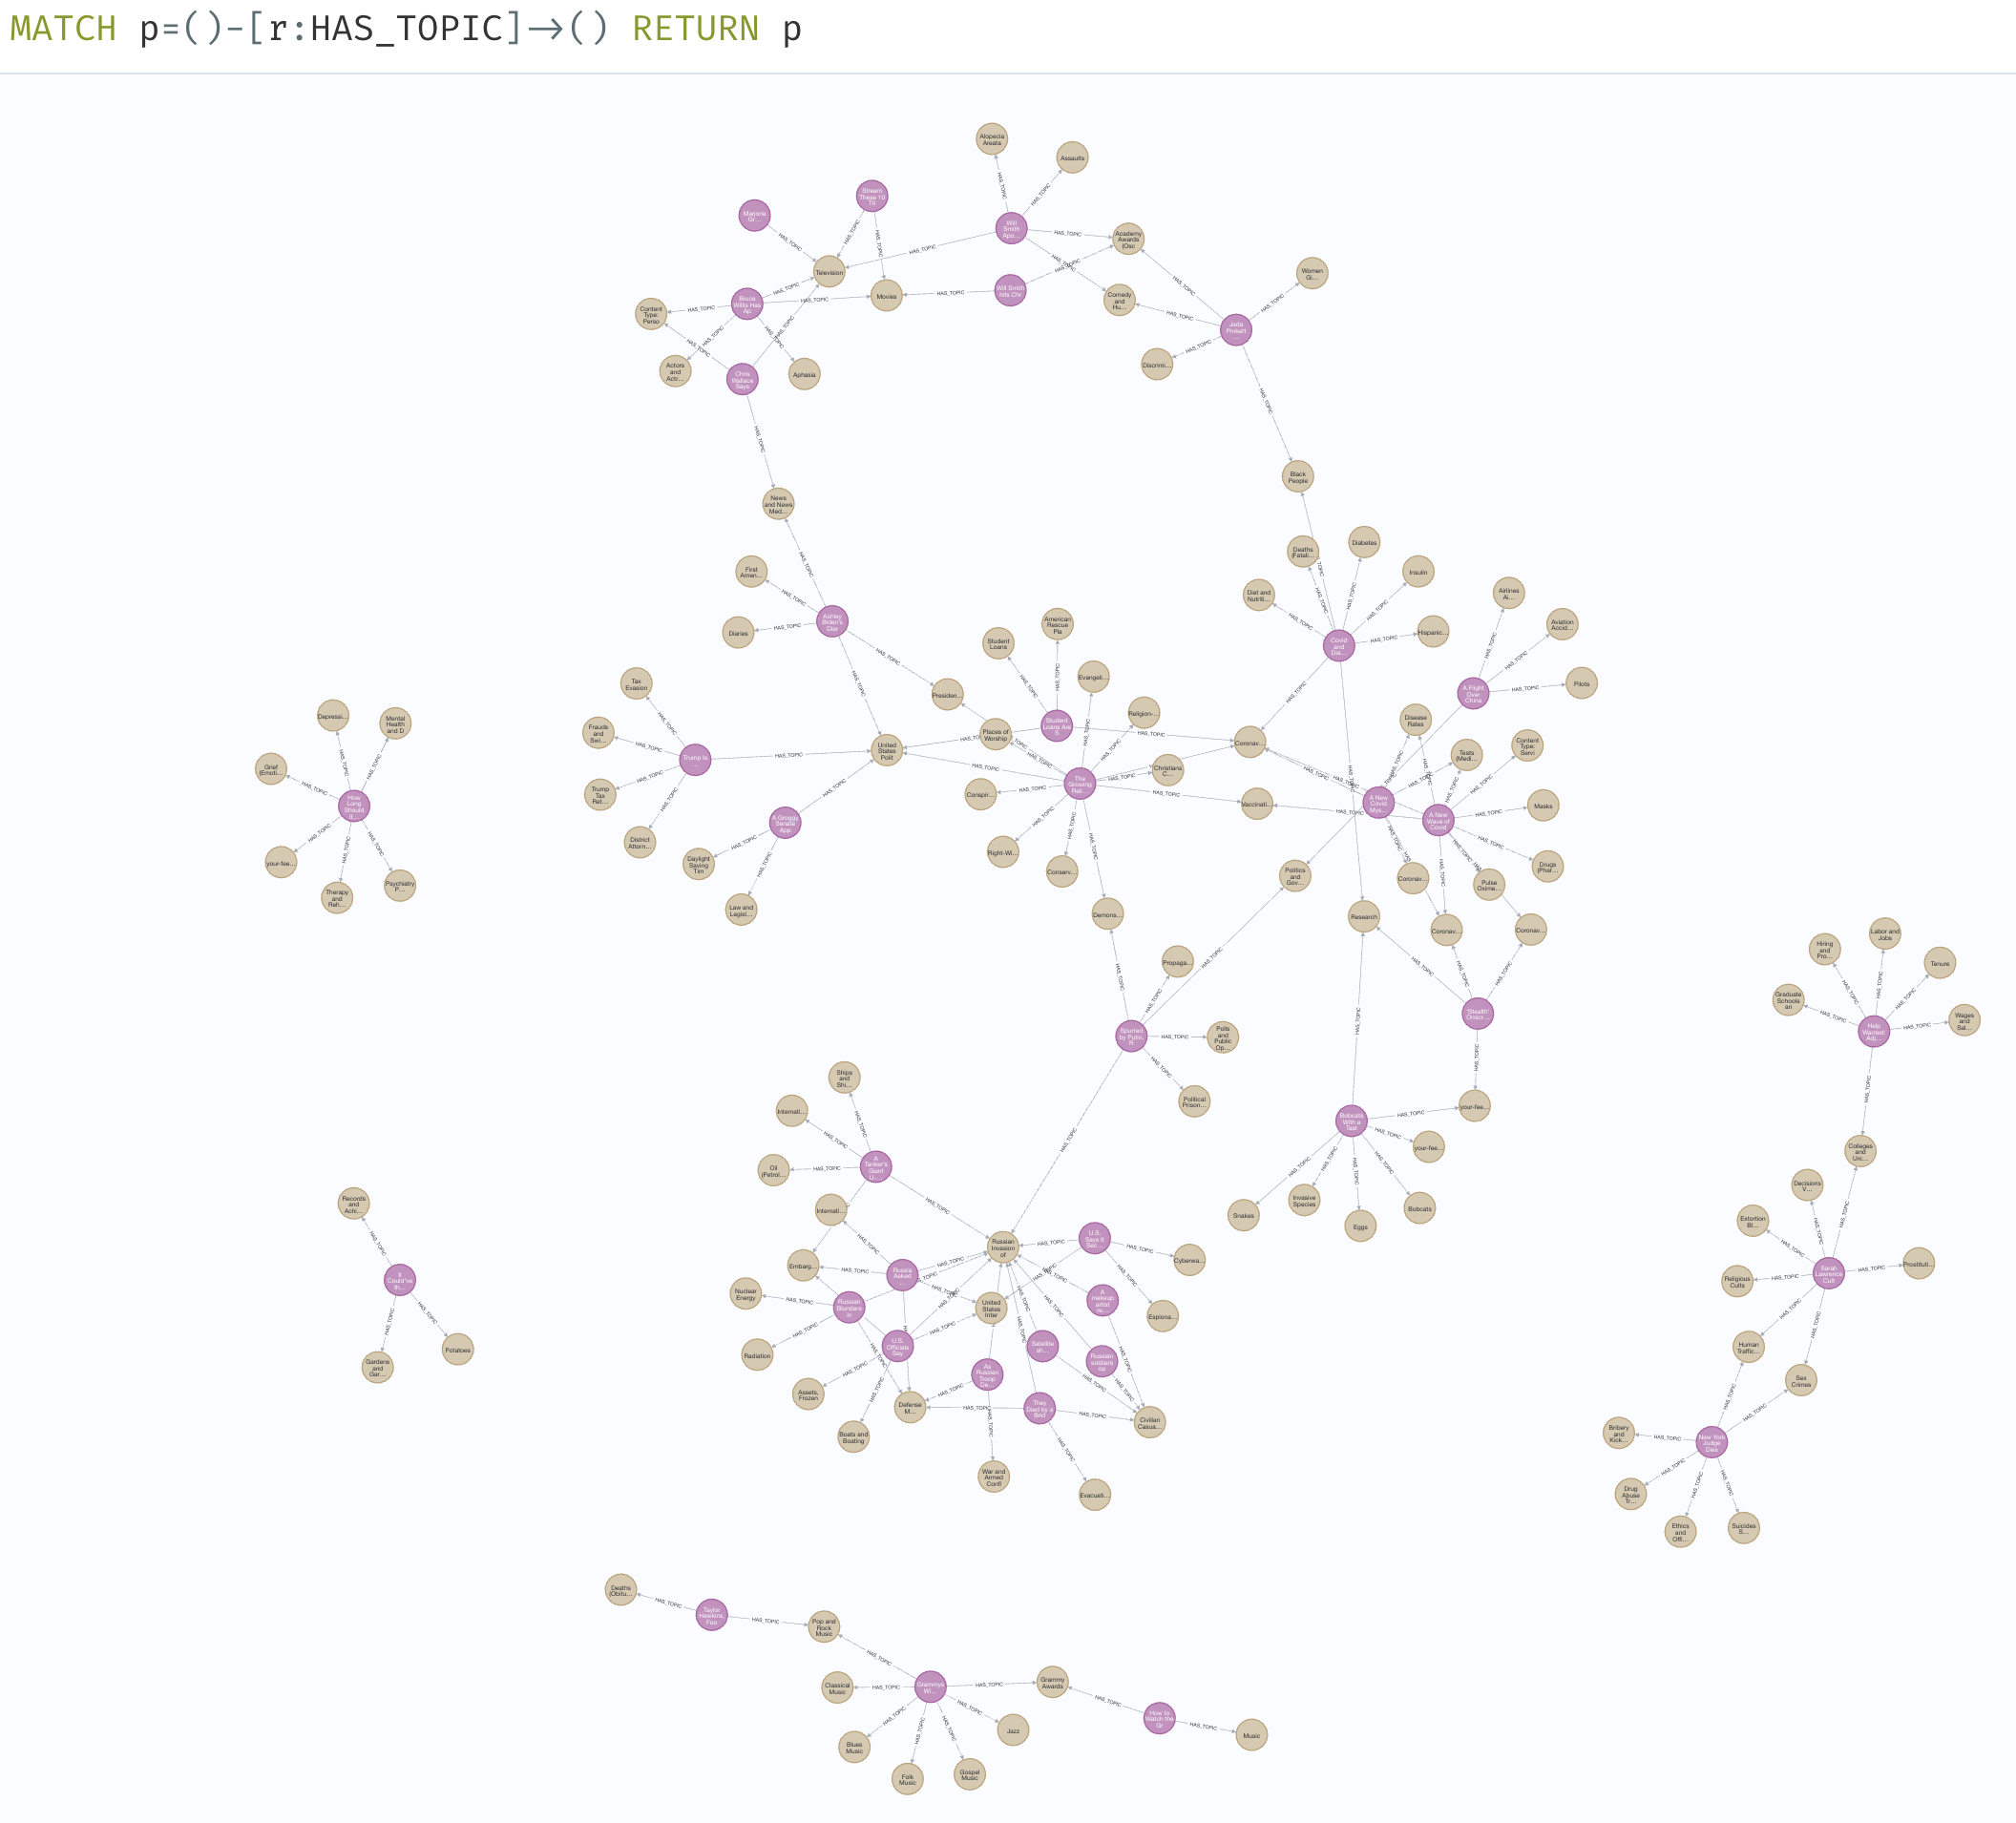 MATCH p=()-[r:HAS_TOPIC]→() RETURN p
Alopecia
Areata
Assaults
Stream
These 10
Marjorie
Will
Smith
Apo...
Academy
Awards
(Osc
Television
Women
Gi...
Will Smith
Hits Chr
Movies
Comedy
and
Hu...
Bruce
Willis Has
Ap
Content
Type:
Perso
Jada
Pinkett
...
Discrimi...
Actors
and
Actr...
Chris
Wallace
Says
Aphasia
Black
People
News
and News
Med...
Deaths
(Fatali...
Diabetes
Insulin
First
Amen...
Diet and
Nutriti...
Airlines
Ai...
Ashley
Biden's
Diar
Diaries
Student
Loans
American
Rescue
Pla
Hispanic...
Aviation
Accid...
Covid
and
Dia...
Tax
Evasion
Evangeli...
Pilots
A Flight
Over
China
Presiden...
Religion-...
Depressi...
Mental
Health
and D
Frauds
and
Swi...
Student
Loans Are
S
Places of
Worship
Coronav...
Disease
Rates
Content
Type:
Servi
United
States
Polit
Trump Is
...
Tests
(Medi...
Grief
(Emoti...
Christians
C...
The
Growing
Reli...
Conspir...
Vaccinati...
Trump
Tax
Ret...
A New
Covid
Mys...
Masks
How
Long
Should
It...
A Groggy
Senate
App
A New
Wave of
Covid
District
Attorn...
Right-Wi...
Daylight
Saving
Tim
your-fee...
Conserv...
Politics
and
Gov...
Coronav...
Pulse
Oxime...
Drugs
(Phar...
Therapy
and
Reh...
Psychiatry
P...
Law and
Legisl...
Demons...
Research
Coronav...
Coronav...
Hiring
and
Pro...
Labor and
Jobs
Tenure
Propaga...
Graduate
Schools
an
'Stealth'
Omicr...
Help
Wanted:
Adj...
Wages
and
Sal...
Spurred
by Putin,
R
Polls
and
Public
Op...
Ships
and
Shi...
Internati...
Political
Prison...
your-fee...
Bobcats
With a
Tast
your-fee...
Colleges
and
Uni...
A
Tanker's
Giant
U...
Oil
(Petrol...
Records
and
Achi...
Internati...
Snakes
Invasive
Species
Eggs
Bobcats
Decisions
V...
Extortion
Bl...
Russian
Invasion
of
U.S.
Says It
Sec...
Cyberwa...
It
Could've
th...
Embarg...
Russia
Asked
...
Religious
Cults
Sarah
Lawrence
Cult
Prostituti...
Nuclear
Energy
Russian
Blunders
in
United
States
Inter
A
makeup
artist
Espiona...
Potatoes
Gardens
and
Gar...
Radiation
U.S.
Officials
Say
Satellite
sh...
Russian
soldiers
op
Human
Traffic...
Sex
Crimes
Assets,
Frozen
As
Russian
Troop
De...
Defense
M...
They
Died by a
Brid
Civilian
Casua...
Boats and
Boating
War and
Armed
Confl
Evacuati...
Bribery
and
Kick...
New York
Judge
Dies
Drug
Abuse
Tr...
Ethics
and
Offi...
Suicides
S...
Deaths
(Obitu...
Taylor
Hawkins,
Foo
Pop and
Rock
Music
Classical
Music
Grammys
Wi...
Grammy
Awards
How to
Watch the
Gr
Blues
Music
Jazz
Music
Folk
Music
Gospel
Music
HAS_TOPIC